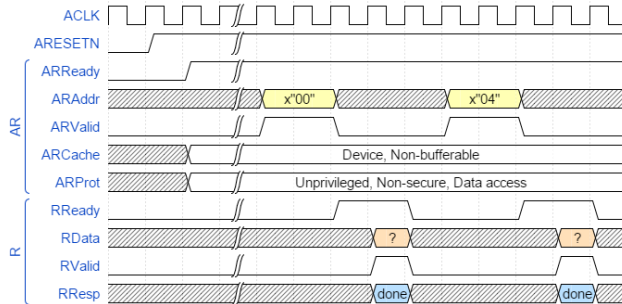 ACLK
ARESETN
ARReady
ARAddr x"00" x"04"
ARValid
ARCache Device, Non-bufferable
ARProt Unprivileged, Non-secure, Data access
AR
RReady
RData ? ?
RValid
RResp done done
R